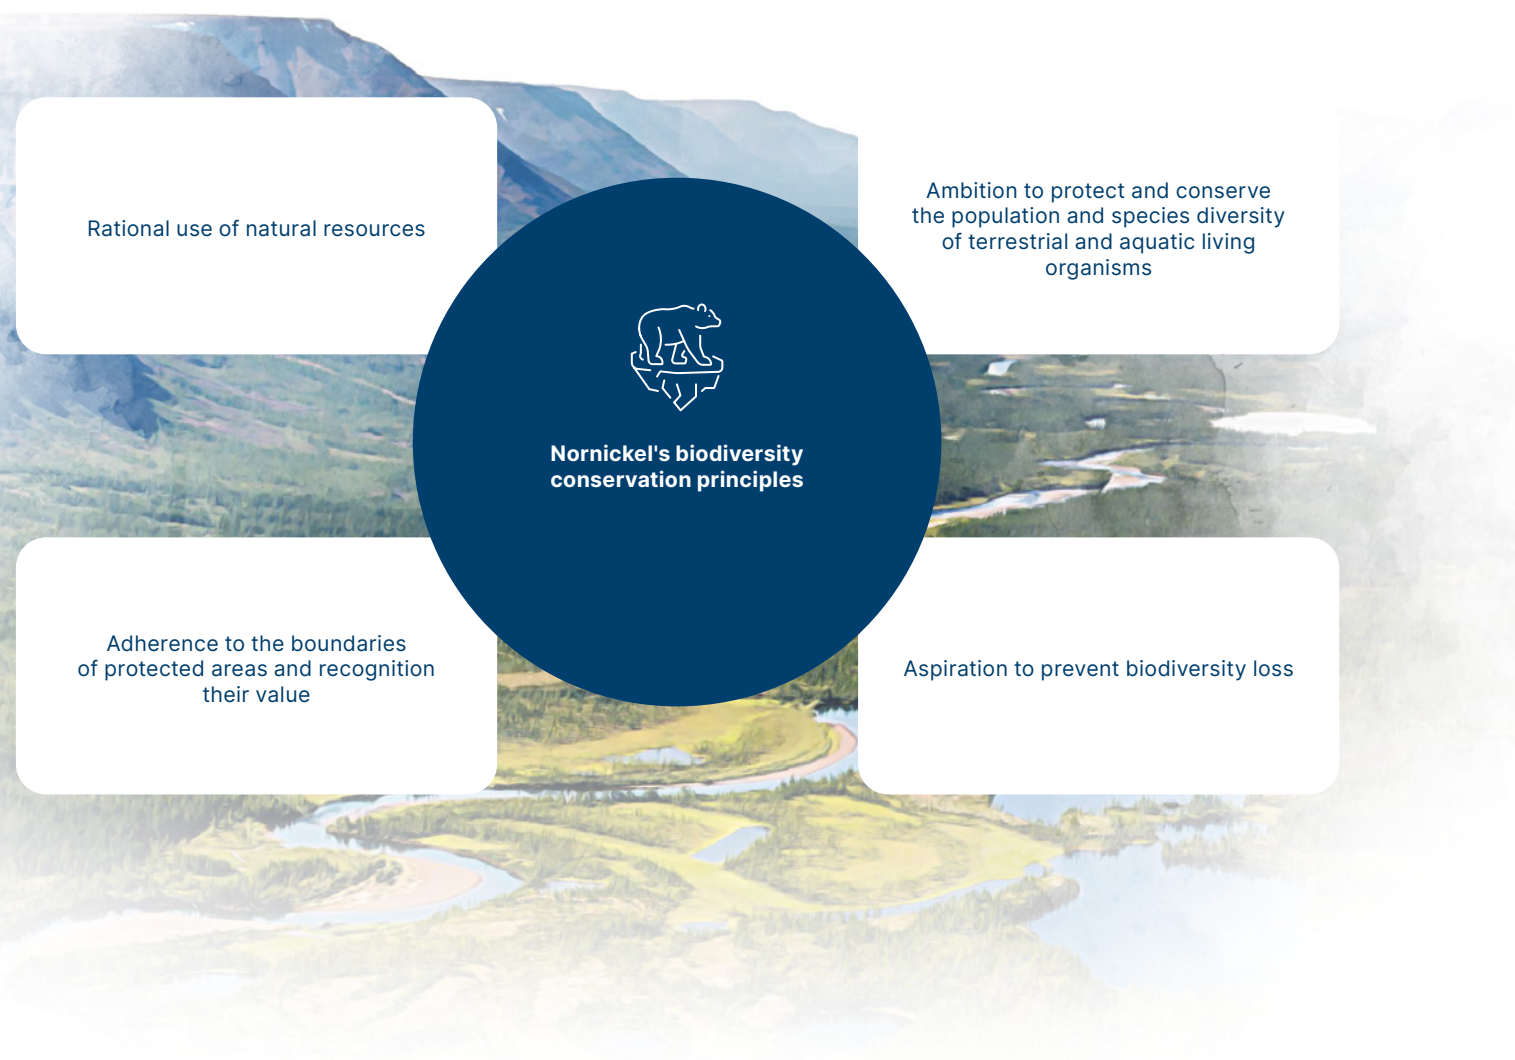 Rational use of natural resources
Ambition to protect and conserve
the population and species diversity
of terrestrial and aquatic living
organisms
Nornickel's biodiversity
conservation principles
Adherence to the boundaries
of protected areas and recognition
their value
Aspiration to prevent biodiversity loss